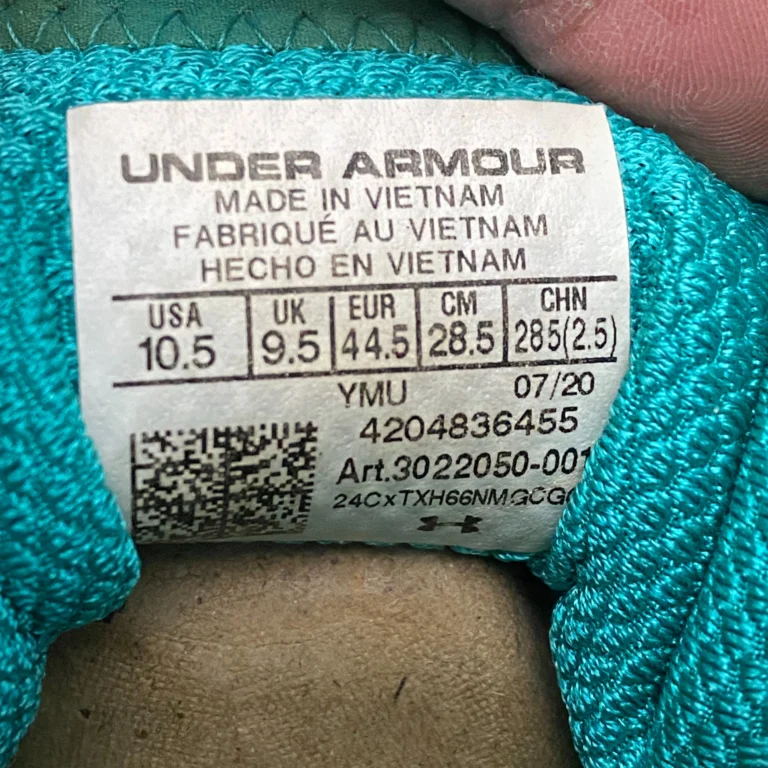 UNDER ARMOUR
MADE IN VIETNAM
FABRIQUÉ AU VIETNAM
HECHO EN VIETNAM
USA UK EUR CM CHN
10.5 9.5 44.5 28.5 285(2.5)
YMU 07/20
4204836455
Art.3022050-001